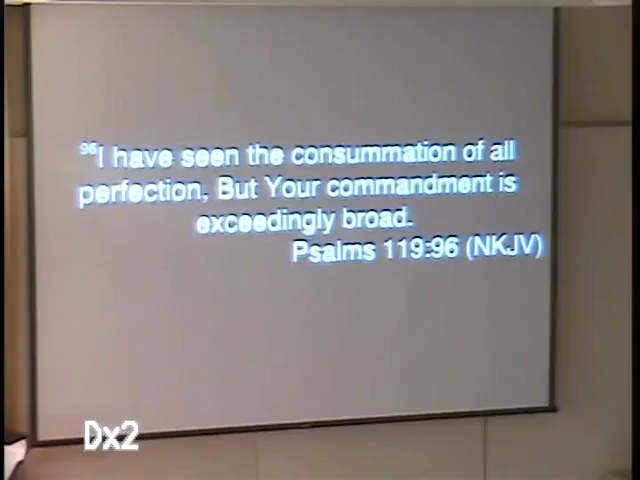 ⁹⁶I have seen the consummation of all
perfection, But Your commandment is
exceedingly broad.
Psalms 119:96 (NKJV)
Dx2